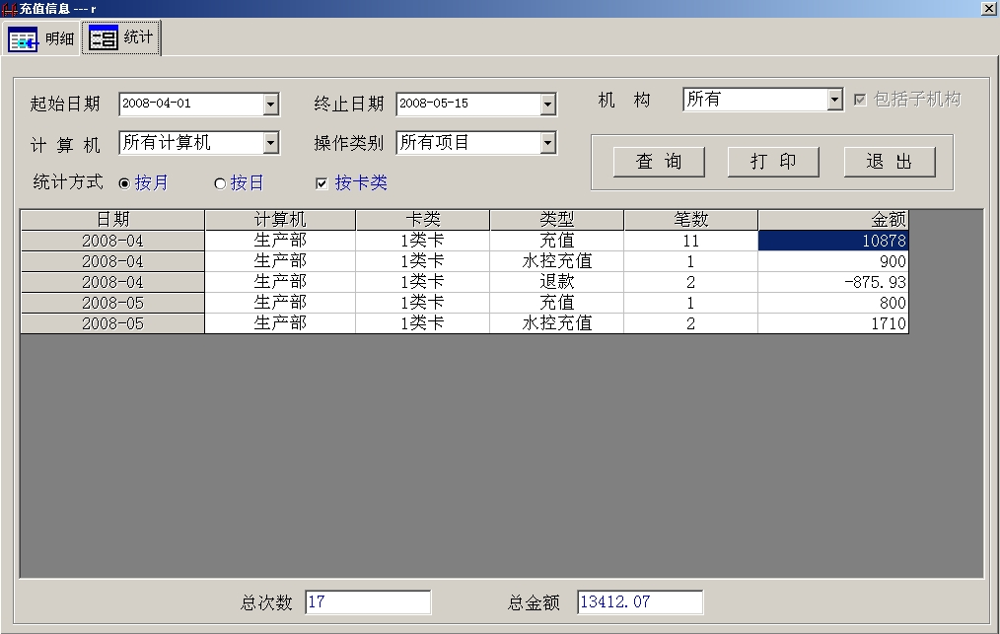 充值信息 --- r
明细 统计
起始日期 2008-04-01 终止日期 2008-05-15 机 构 所有 包括子机构
计 算 机 所有计算机 操作类别 所有项目 查 询 打 印 退 出
统计方式 按月 按日 按卡类
日期 计算机 卡类 类型 笔数 金额
2008-04 生产部 1类卡 充值 11 10878
2008-04 生产部 1类卡 水控充值 1 900
2008-04 生产部 1类卡 退款 2 -875.93
2008-05 生产部 1类卡 充值 1 800
2008-05 生产部 1类卡 水控充值 2 1710
总次数 17 总金额 13412.07